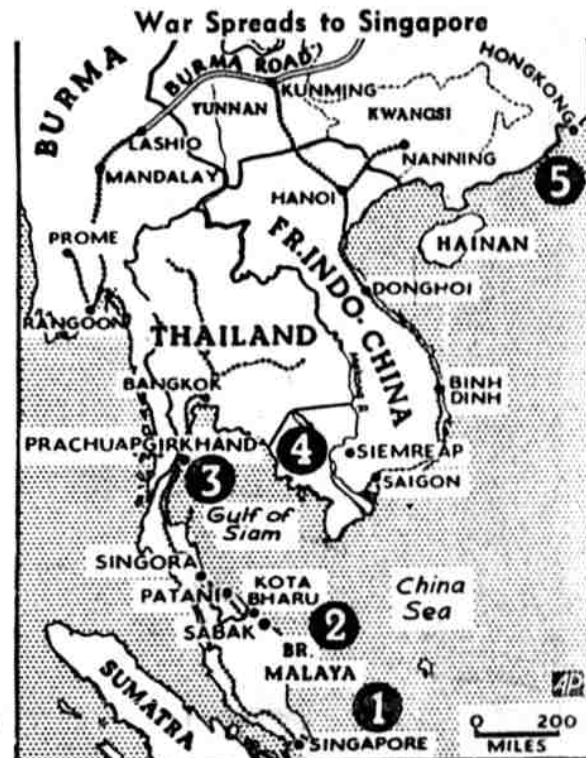 War Spreads to Singapore
BURMA
BURMA ROAD
HONGKONG
KUNMING
YUNNAN
KWANGSI
LASHIO
NANNING
MANDALAY
HANOI
5
HAINAN
PROME
FR. INDO-CHINA
DONGHOI
RANGOON
THAILAND
BANGKOK
BINH
DINH
PRACHUAPGIRKHAND
4
SIEMREAP
3
SAIGON
Gulf of
Siam
SINGORA
China
Sea
PATANI
KOTA
BHARU
SABAK
2
BR.
MALAYA
SUMATRA
1
SINGAPORE
0 200
MILES